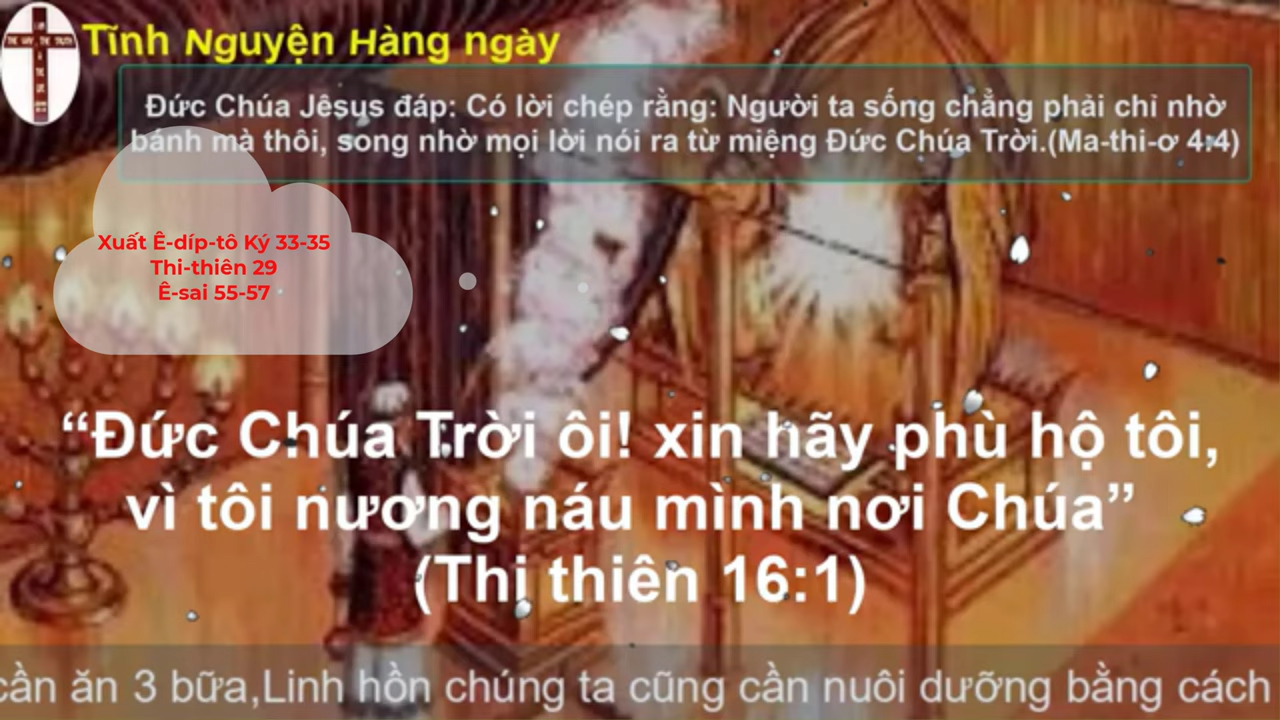 Tĩnh Nguyện Hàng ngày
Đức Chúa Jêsus đáp: Có lời chép rằng: Người ta sống chẳng phải chỉ nhờ
bánh mà thôi, song nhờ mọi lời nói ra từ miệng Đức Chúa Trời.(Ma-thi-ơ 4:4)
Xuất Ê-díp-tô Ký 33-35
Thi-thiên 29
Ê-sai 55-57
“Đức Chúa Trời ôi! xin hãy phù hộ tôi,
vì tôi nương náu mình nơi Chúa”
(Thi thiên 16:1)
cần ăn 3 bữa,Linh hồn chúng ta cũng cần nuôi dưỡng bằng cách